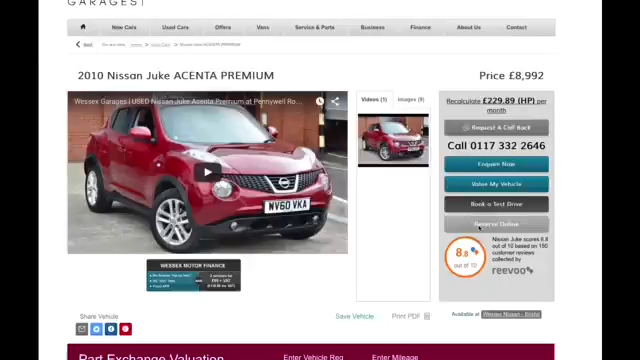 GARAGES
New Cars
Used Cars
Offers
Vans
Service & Parts
Business
Finance
About Us
Contact
2010 Nissan Juke ACENTA PREMIUM
Price £8,992
Wessex Garages | USED Nissan Juke Acenta Premium at Pennywell Ro...
WV60 VKA
Videos (1)
Images (9)
Recalculate £229.89 (HP) per month
Request A Call Back
Call 0117 332 2646
Enquire Now
Value My Vehicle
Book a Test Drive
Reserve Online
8.8
out of 10
Nissan Juke scores 8.8
out of 10 based on 150
customer reviews
collected by
reevoo
WESSEX MOTOR FINANCE
Share Vehicle
Save Vehicle
Print PDF
Available at Wessex Nissan - Bristol
Part Exchange Valuation
Enter Vehicle Reg
Enter Mileage